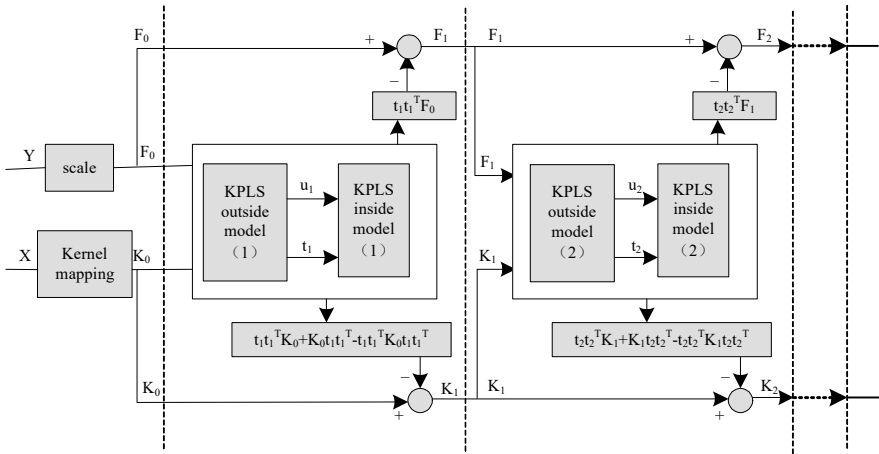 F₀
+
F₁
F₁
+
F₂
−
−
t₁t₁ᵀF₀
t₂t₂ᵀF₁
Y
scale
F₀
F₁
KPLS
outside
model
（1）
u₁
t₁
KPLS
inside
model
（1）
KPLS
outside
model
（2）
u₂
t₂
KPLS
inside
model
（2）
X
Kernel
mapping
K₀
K₁
t₁t₁ᵀK₀+K₀t₁t₁ᵀ-t₁t₁ᵀK₀t₁t₁ᵀ
t₂t₂ᵀK₁+K₁t₂t₂ᵀ-t₂t₂ᵀK₁t₂t₂ᵀ
−
−
K₀
+
K₁
K₁
+
K₂